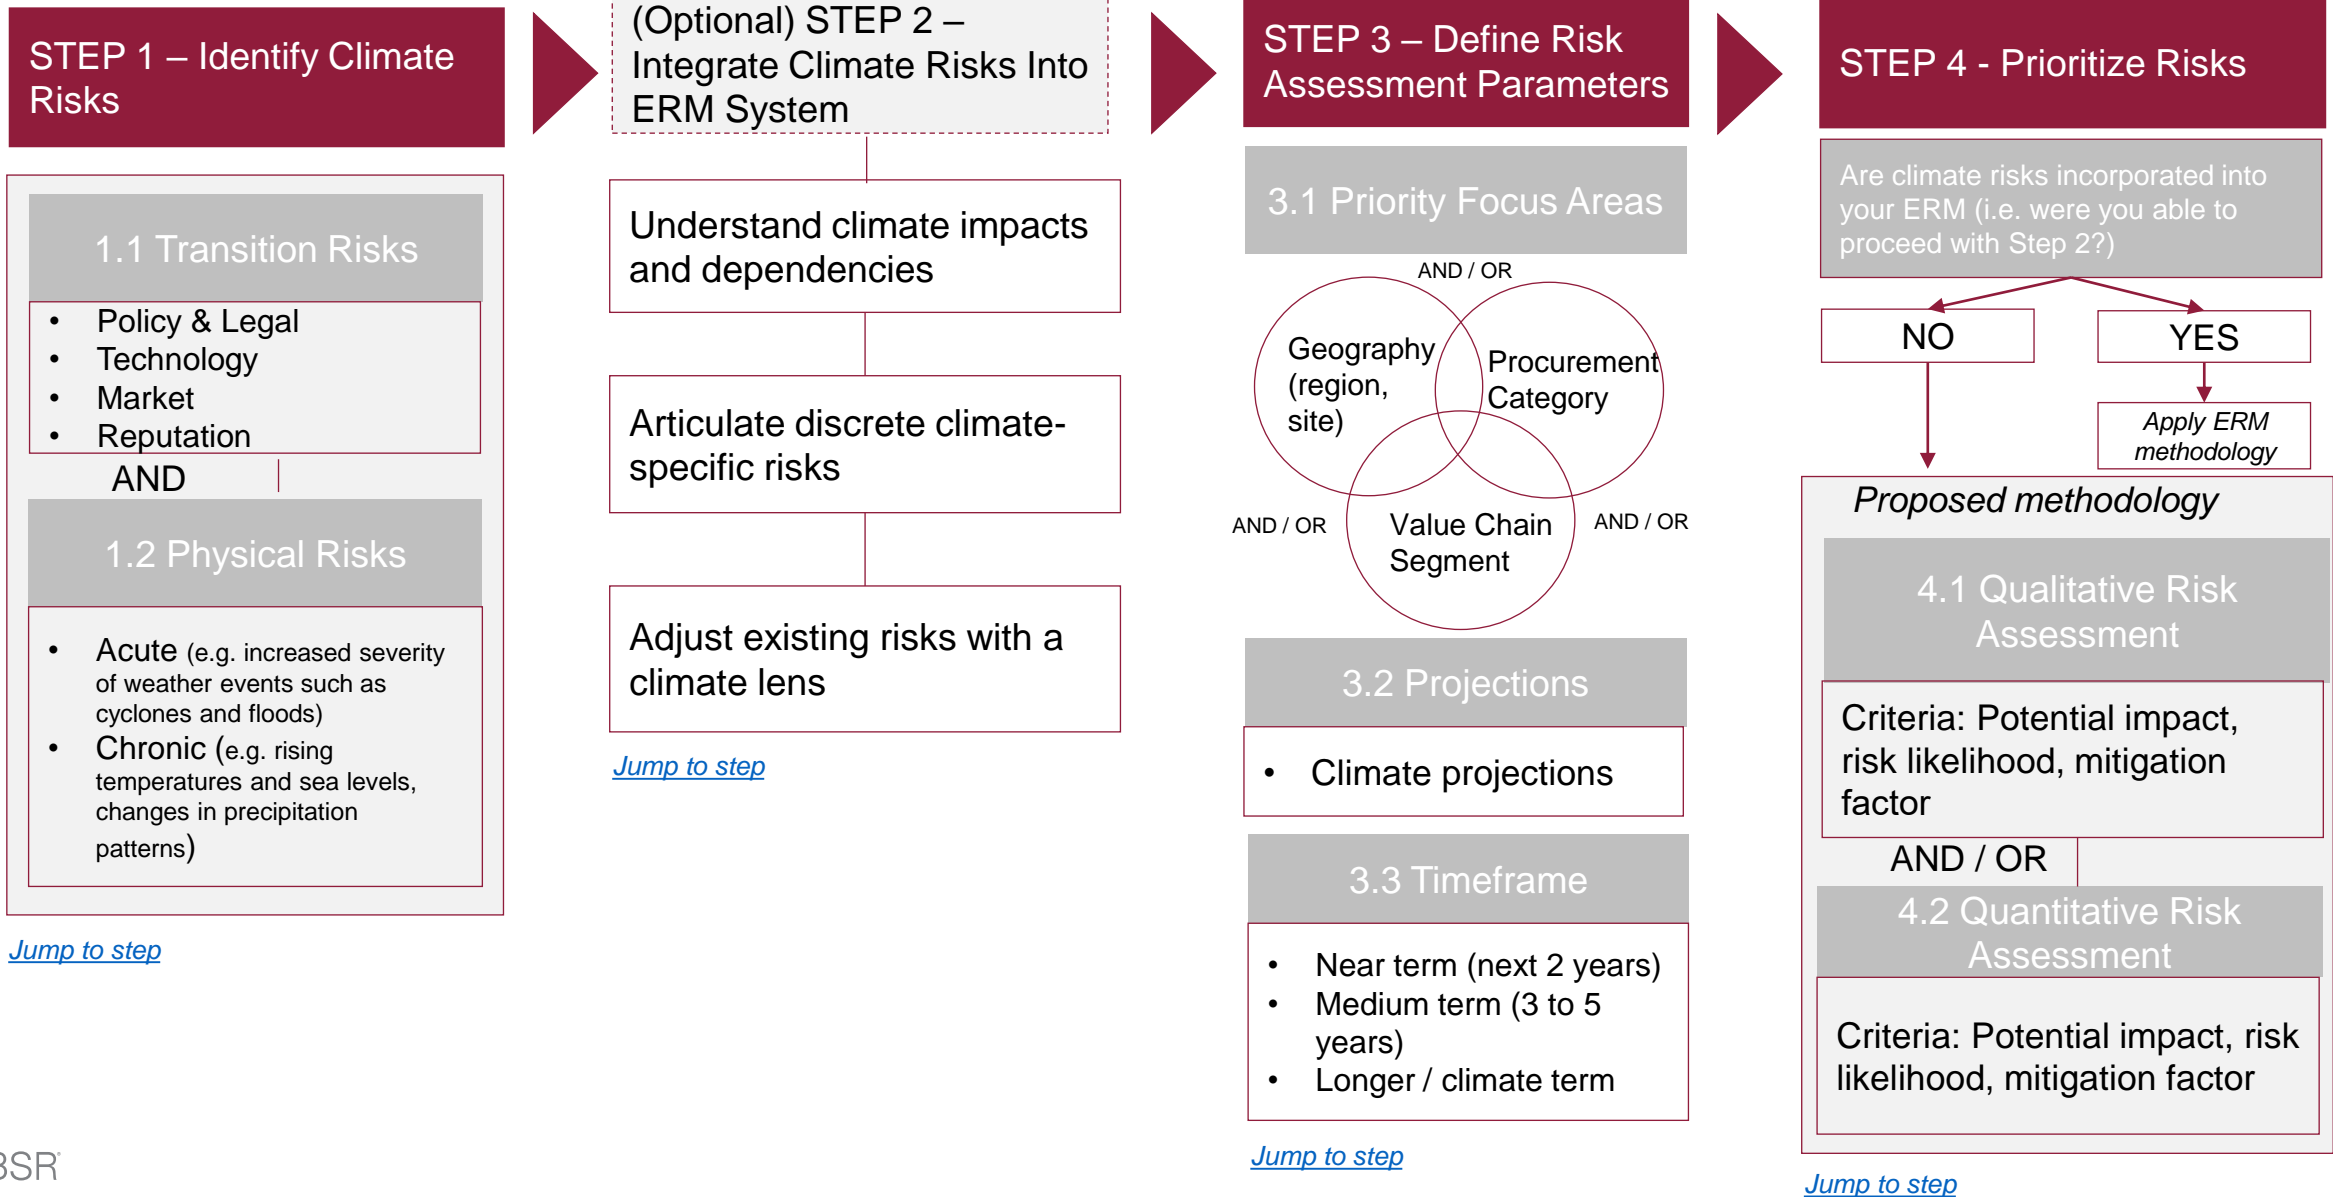 STEP 1 – Identify Climate
Risks
1.1 Transition Risks
• Policy & Legal
• Technology
• Market
• Reputation
AND
1.2 Physical Risks
• Acute (e.g. increased severity
of weather events such as
cyclones and floods)
• Chronic (e.g. rising
temperatures and sea levels,
changes in precipitation
patterns)
Jump to step
(Optional) STEP 2 –
Integrate Climate Risks Into
ERM System
Understand climate impacts
and dependencies
Articulate discrete climate-
specific risks
Adjust existing risks with a
climate lens
Jump to step
STEP 3 – Define Risk
Assessment Parameters
3.1 Priority Focus Areas
AND / OR
Geography
(region,
site)
Procurement
Category
AND / OR
Value Chain
Segment
AND / OR
3.2 Projections
• Climate projections
3.3 Timeframe
• Near term (next 2 years)
• Medium term (3 to 5
years)
• Longer / climate term
Jump to step
STEP 4 - Prioritize Risks
Are climate risks incorporated into
your ERM (i.e. were you able to
proceed with Step 2?)
NO
YES
Apply ERM
methodology
Proposed methodology
4.1 Qualitative Risk
Assessment
Criteria: Potential impact,
risk likelihood, mitigation
factor
AND / OR
4.2 Quantitative Risk
Assessment
Criteria: Potential impact, risk
likelihood, mitigation factor
Jump to step
BSR®